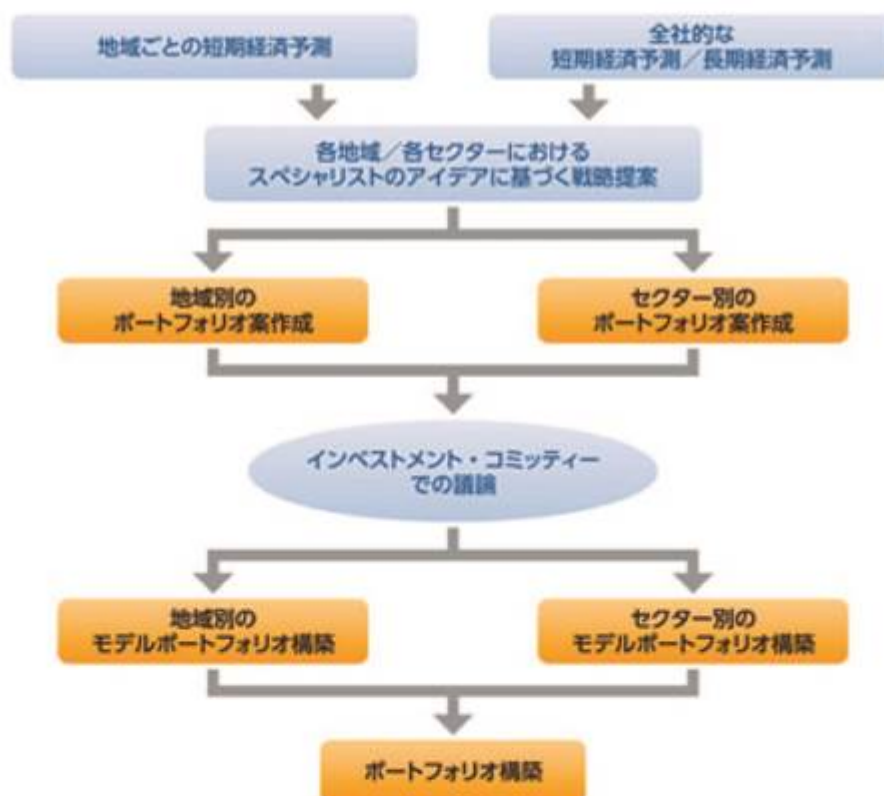 地域ごとの短期経済予測
全社的な
短期経済予測／長期経済予測
各地域／各セクターにおける
スペシャリストのアイデアに基づく戦略提案
地域別の
ポートフォリオ案作成
セクター別の
ポートフォリオ案作成
インベストメント・コミッティー
での議論
地域別の
モデルポートフォリオ構築
セクター別の
モデルポートフォリオ構築
ポートフォリオ構築